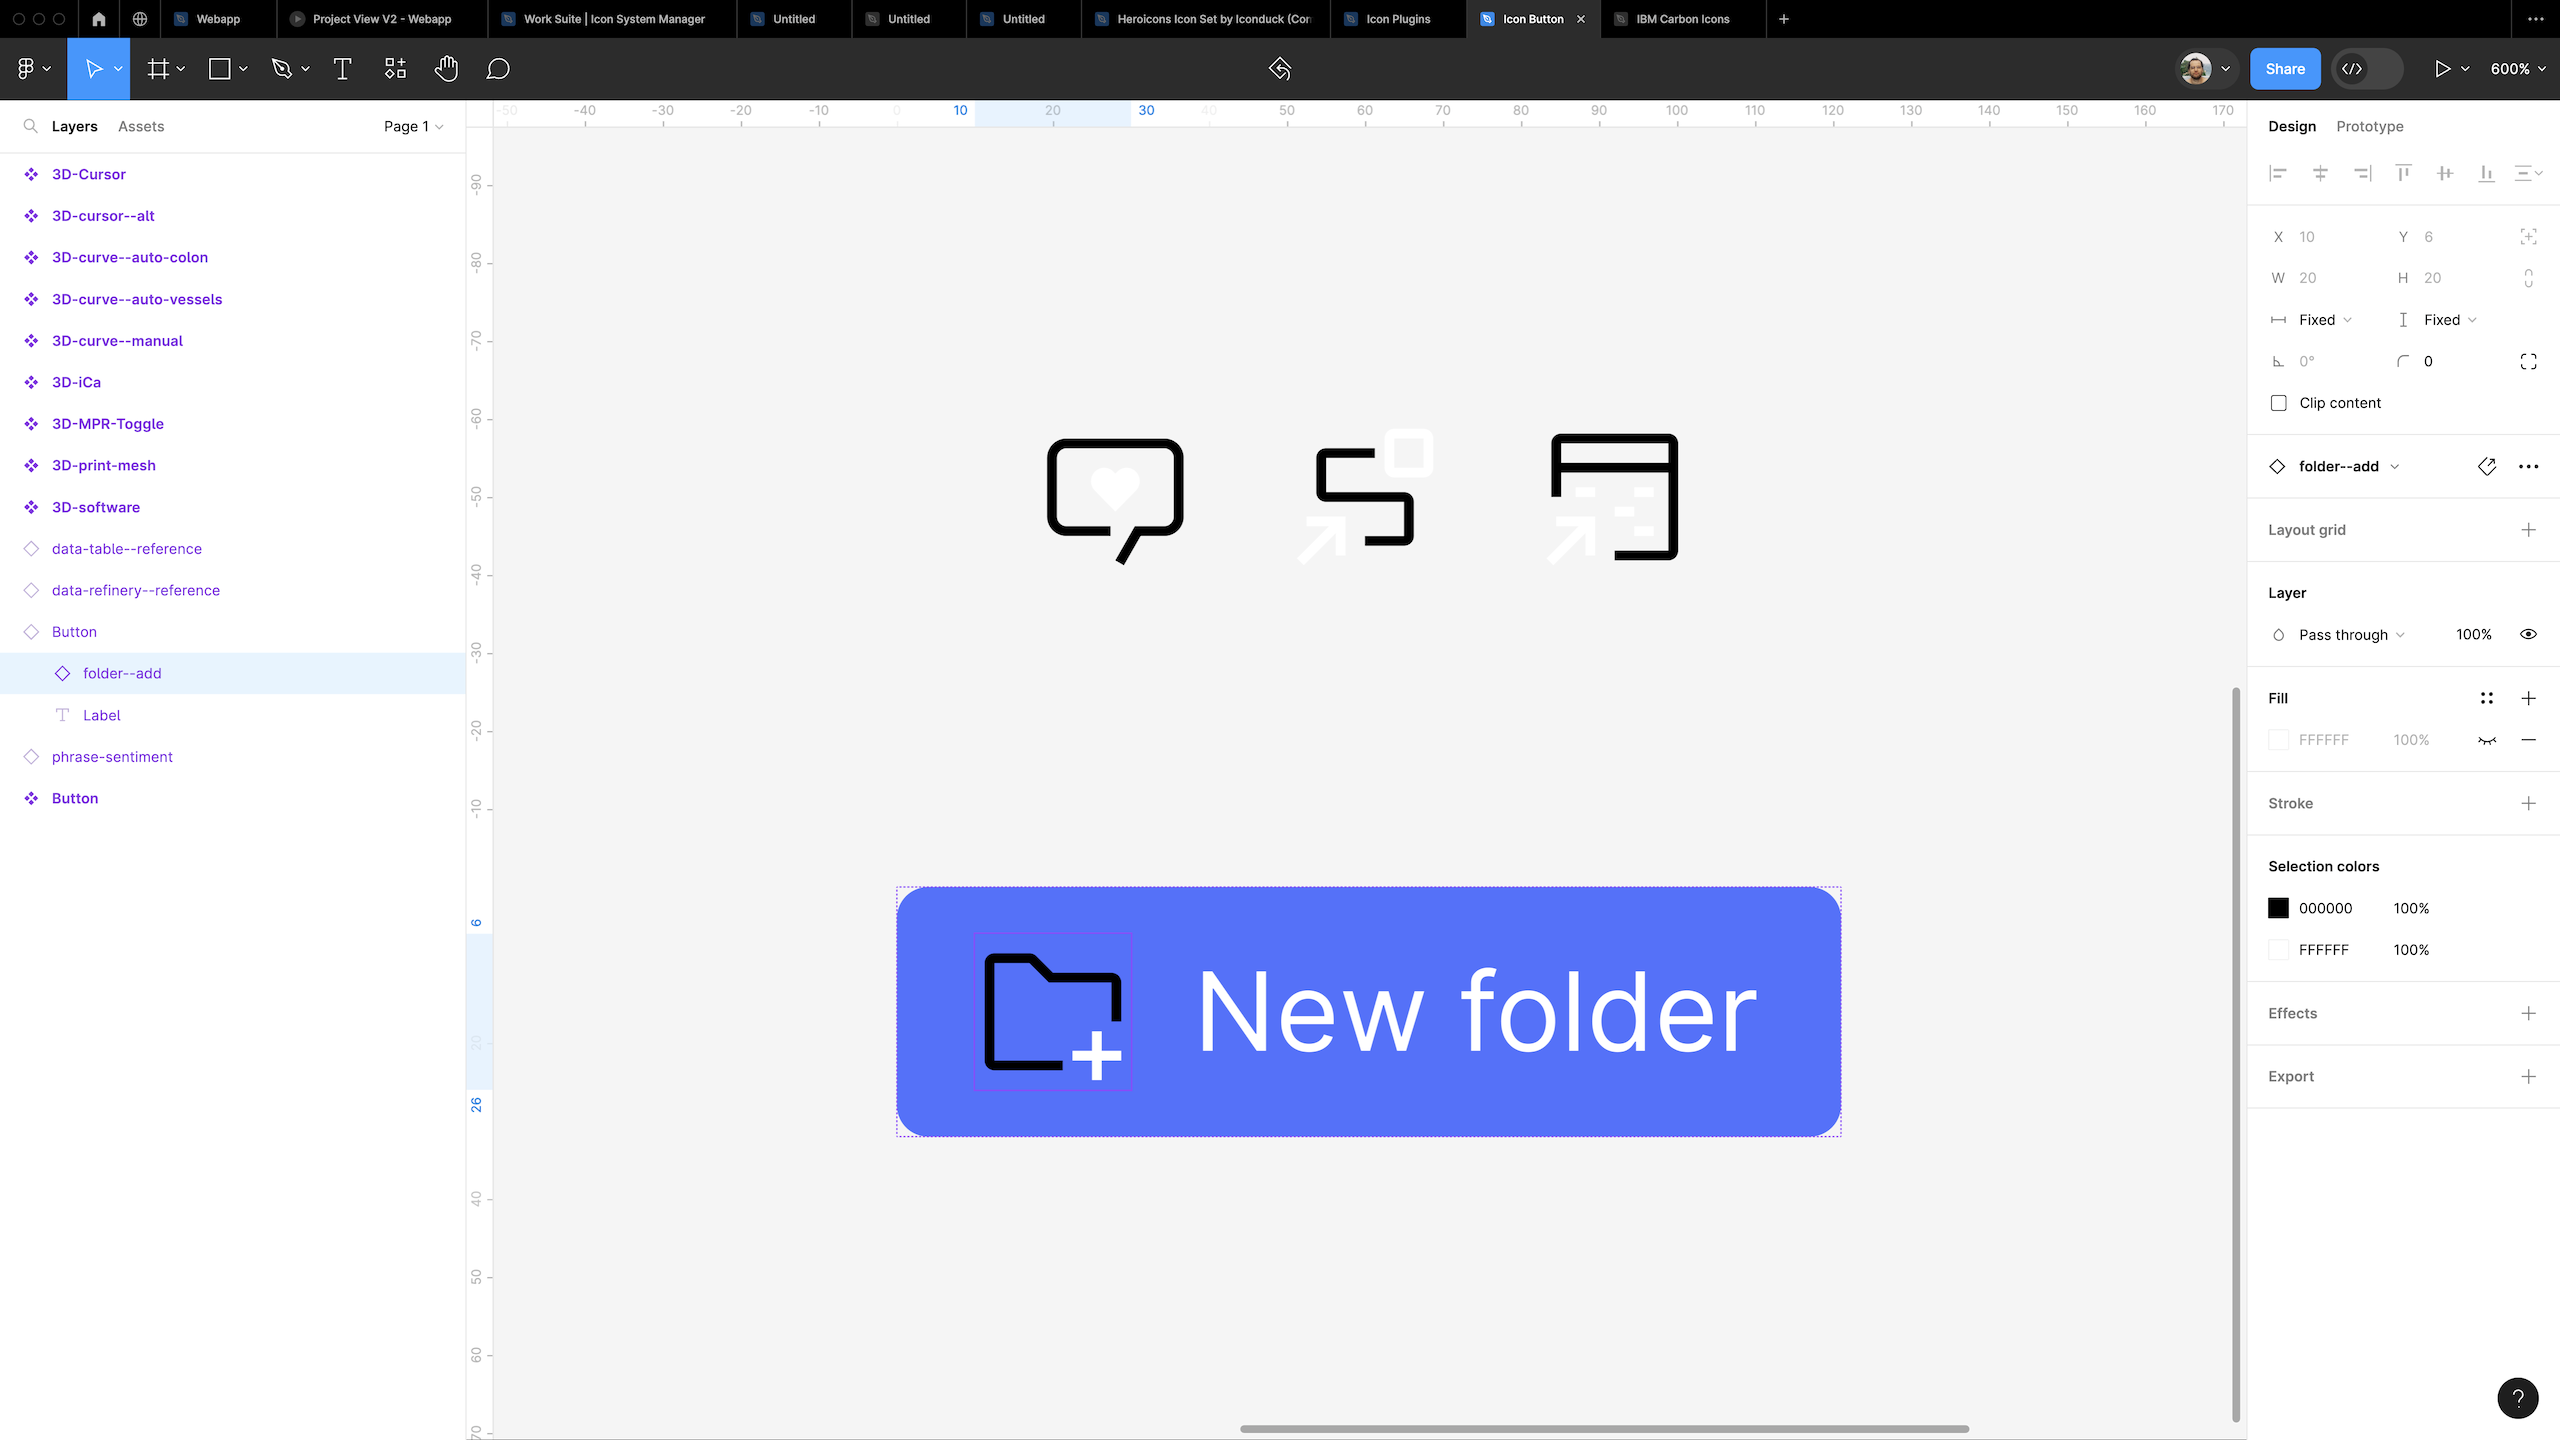 Webapp
Project View V2 - Webapp
Work Suite | Icon System Manager
Untitled
Untitled
Untitled
Heroicons Icon Set by Iconduck (Con
Icon Plugins
Icon Button
IBM Carbon Icons
Share
600%
Layers
Assets
Page 1
-50 -40 -30 -20 -10 0 10 20 30 40 50 60 70 80 90 100 110 120 130 140 150 160 170
Design
Prototype
3D-Cursor
3D-cursor--alt
3D-curve--auto-colon
3D-curve--auto-vessels
3D-curve--manual
3D-iCa
3D-MPR-Toggle
3D-print-mesh
3D-software
data-table--reference
data-refinery--reference
Button
folder--add
Label
phrase-sentiment
Button
-90
-80
-70
-60
-50
-40
-30
-20
-10
6
20
26
40
50
60
70
New folder
X 10
Y 6
W 20
H 20
Fixed
Fixed
0°
0
Clip content
folder--add
Layout grid
Layer
Pass through
100%
Fill
FFFFFF
100%
Stroke
Selection colors
000000
100%
FFFFFF
100%
Effects
Export
?